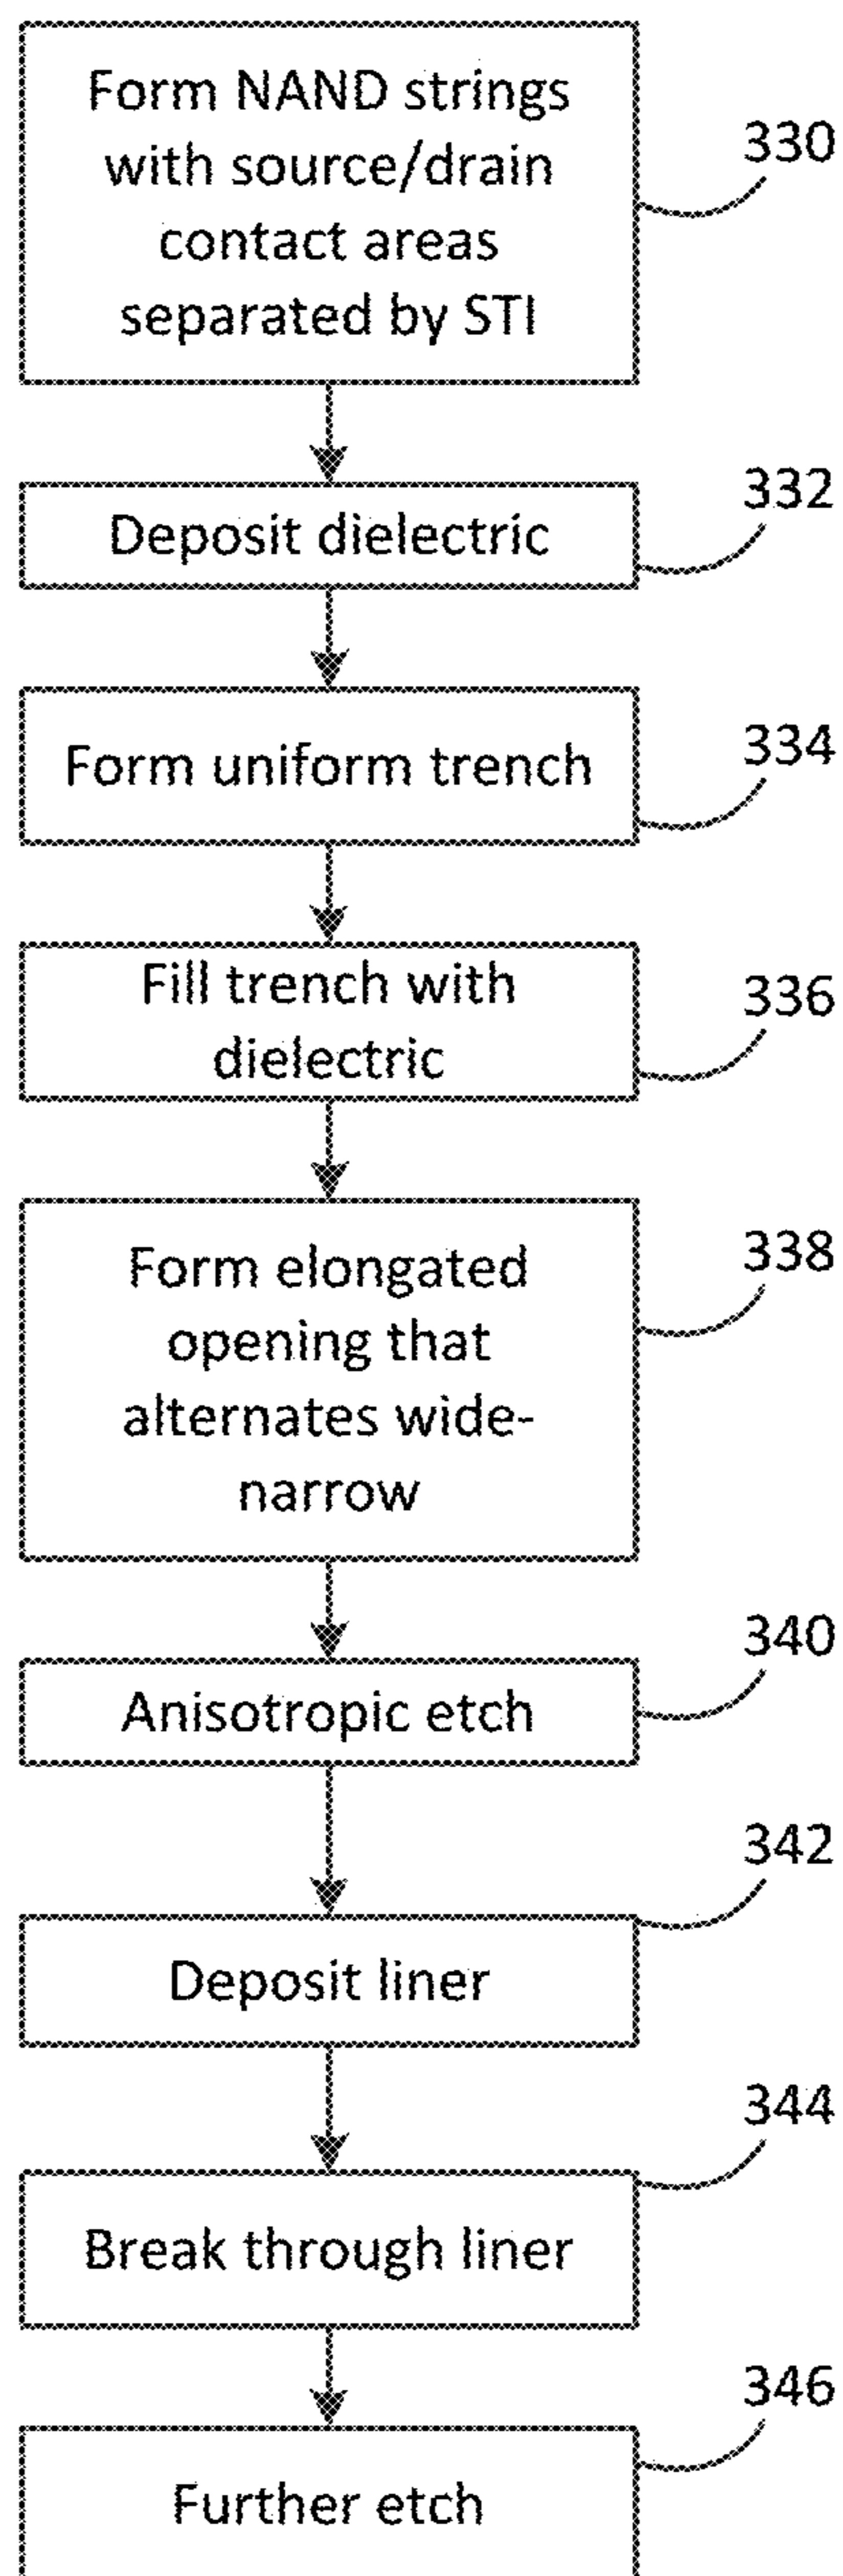 Form NAND strings
with source/drain
contact areas
separated by STI
330
Deposit dielectric
332
Form uniform trench
334
Fill trench with
dielectric
336
Form elongated
opening that
alternates wide-
narrow
338
Anisotropic etch
340
Deposit liner
342
Break through liner
344
Further etch
346